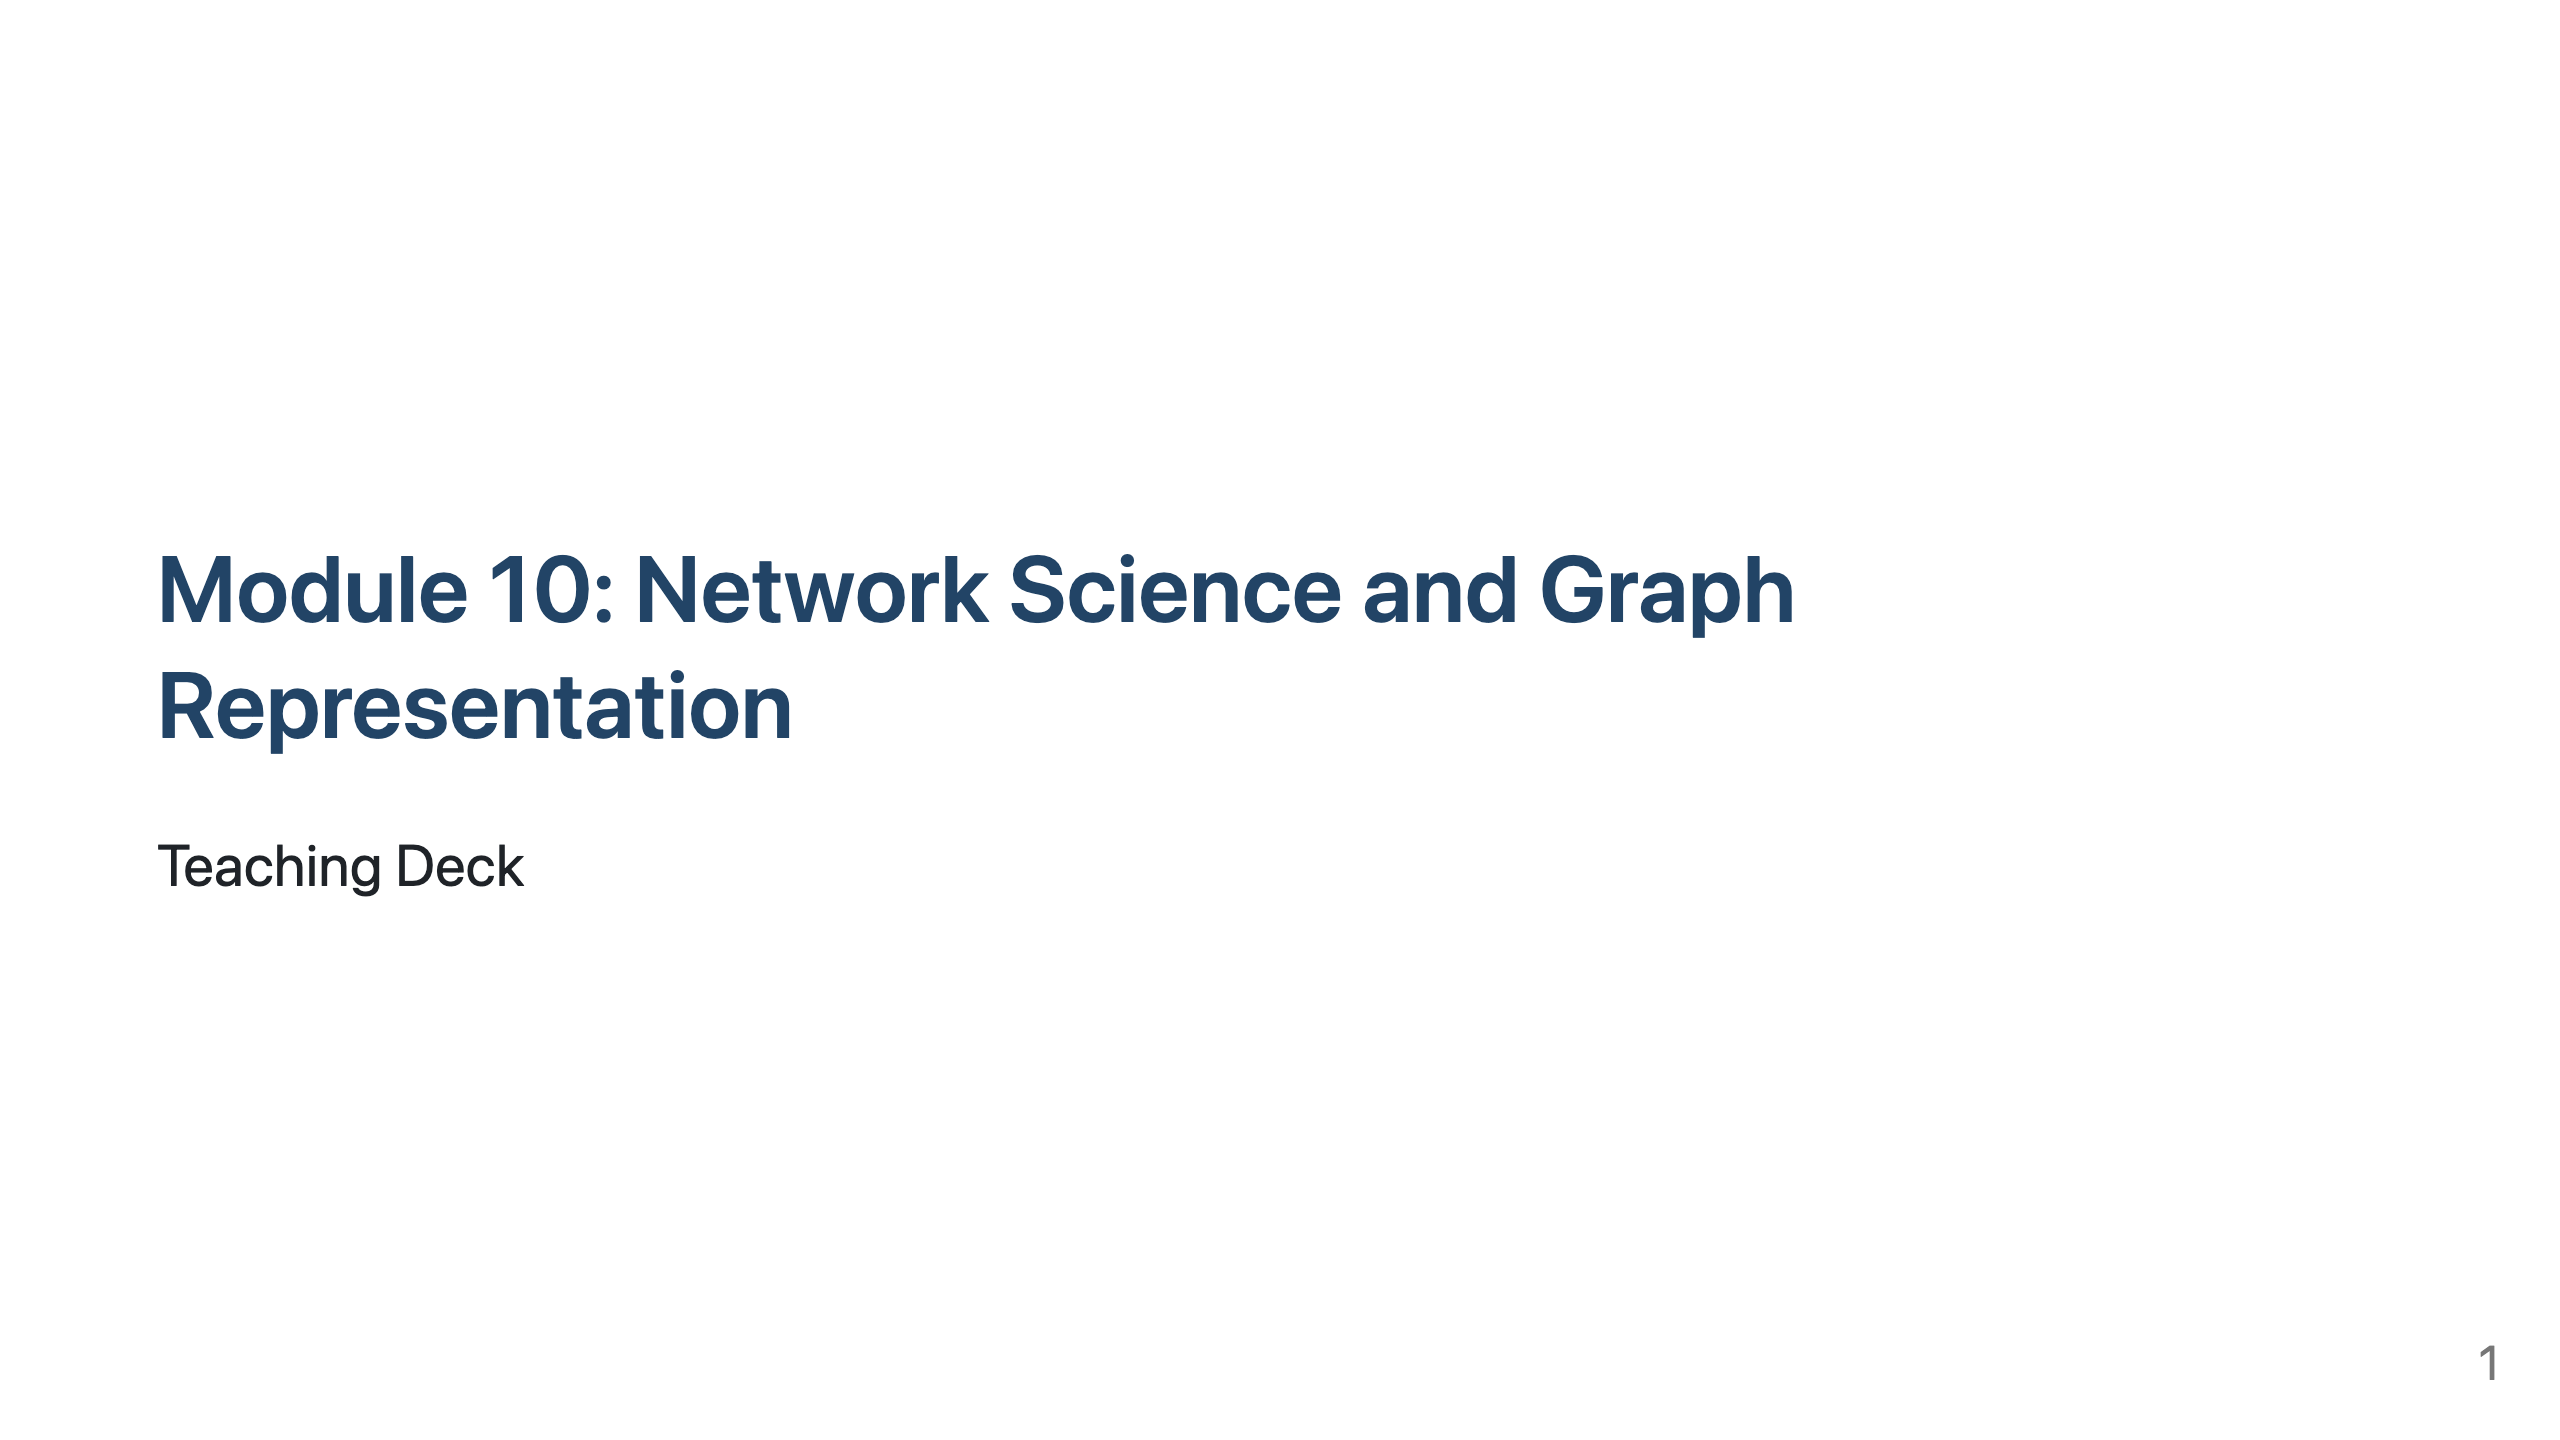 Module 10: Network Science and Graph
Representation
Teaching Deck
1